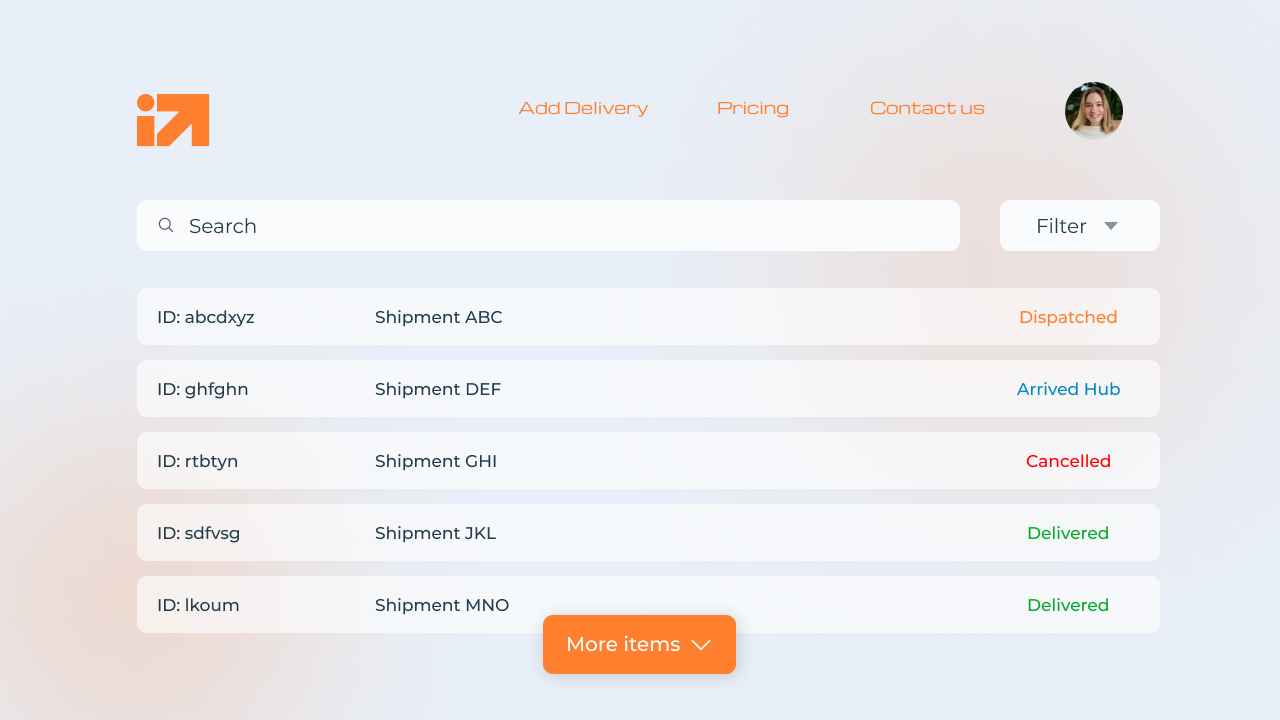 Add Delivery Pricing Contact us
Search
Filter
ID: abcdxyz Shipment ABC Dispatched
ID: ghfghn Shipment DEF Arrived Hub
ID: rtbtyn Shipment GHI Cancelled
ID: sdfvsg Shipment JKL Delivered
ID: lkoum Shipment MNO Delivered
More items